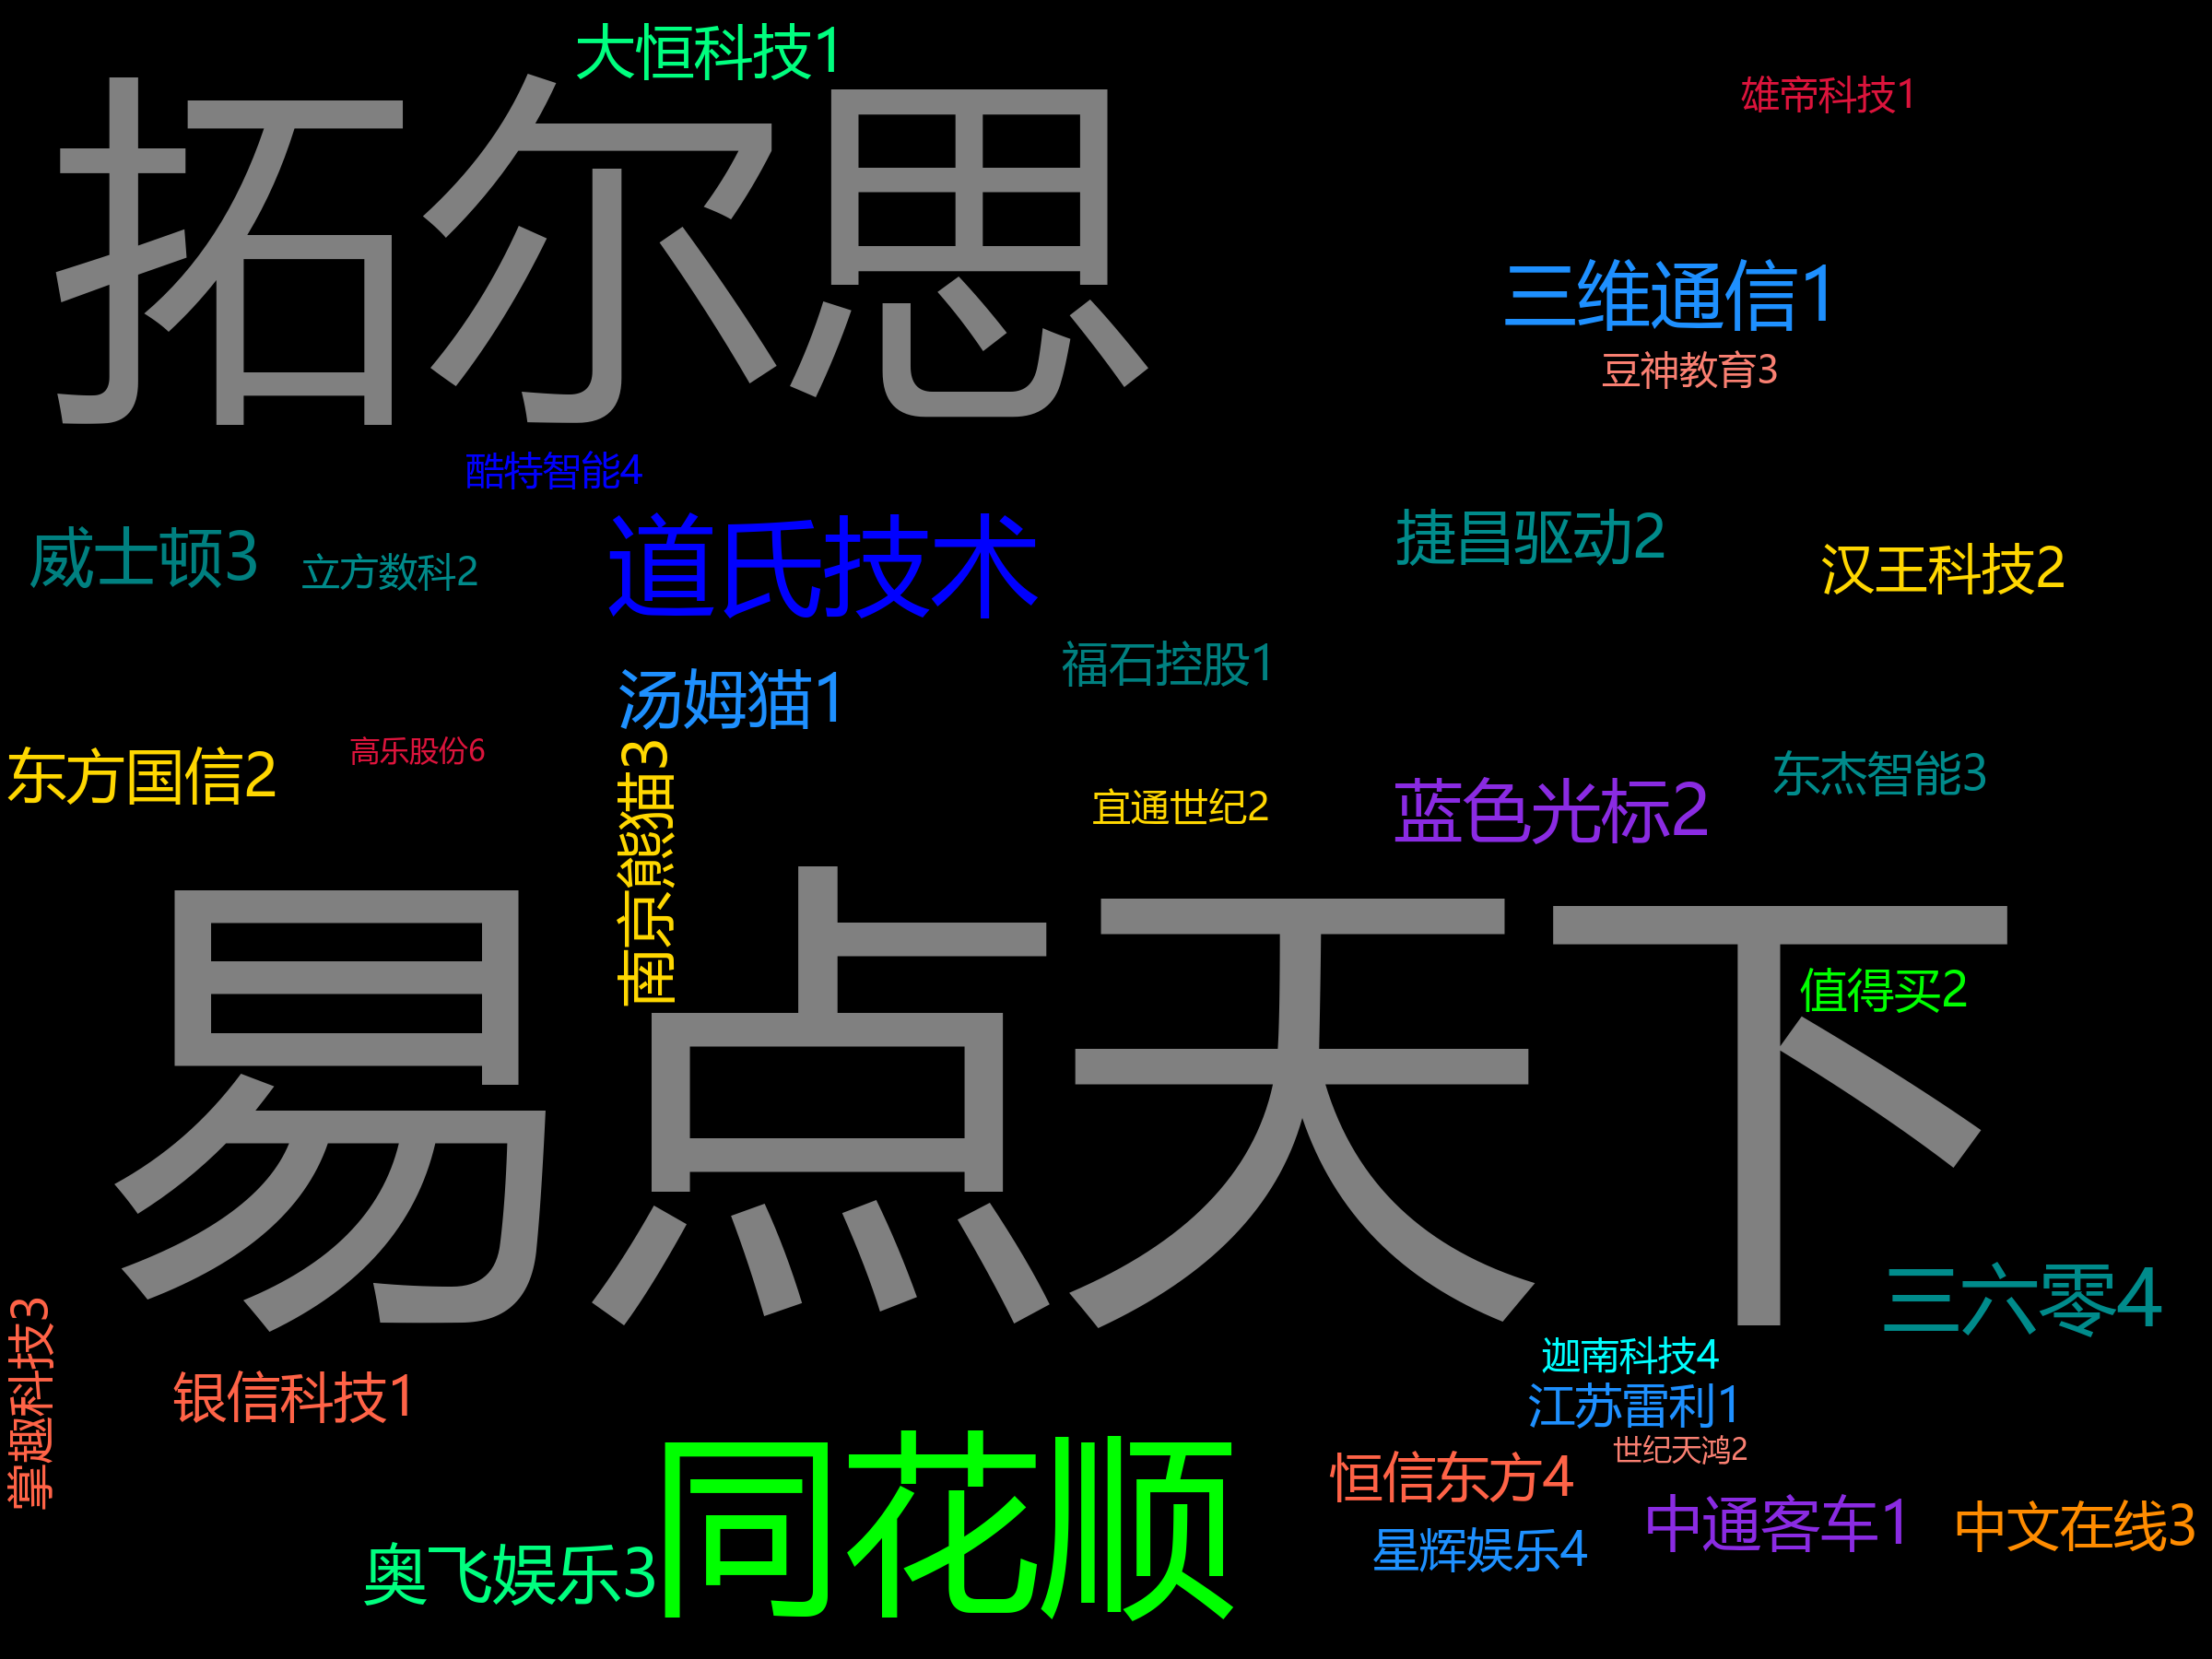 大恒科技1
雄帝科技1
拓尔思
三维通信1
豆神教育3
酷特智能4
威士顿3
立方数科2
道氏技术
捷昌驱动2
汉王科技2
福石控股1
汤姆猫1
东方国信2
高乐股份6
南京熊猫3
宜通世纪2
蓝色光标2
东杰智能3
易点天下
值得买2
三六零4
掌趣科技3
银信科技1
迦南科技4
江苏雷利1
世纪天鸿2
同花顺
恒信东方4
中通客车1
中文在线3
奥飞娱乐3
星辉娱乐4